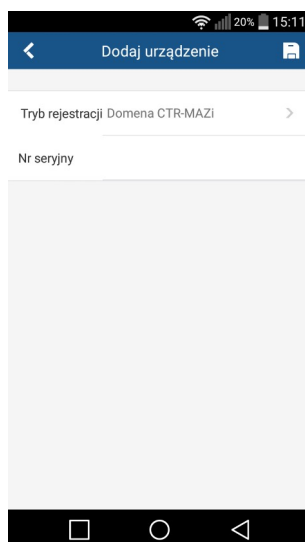 20% 15:11
Dodaj urządzenie
Tryb rejestracji Domena CTR-MAZi
Nr seryjny